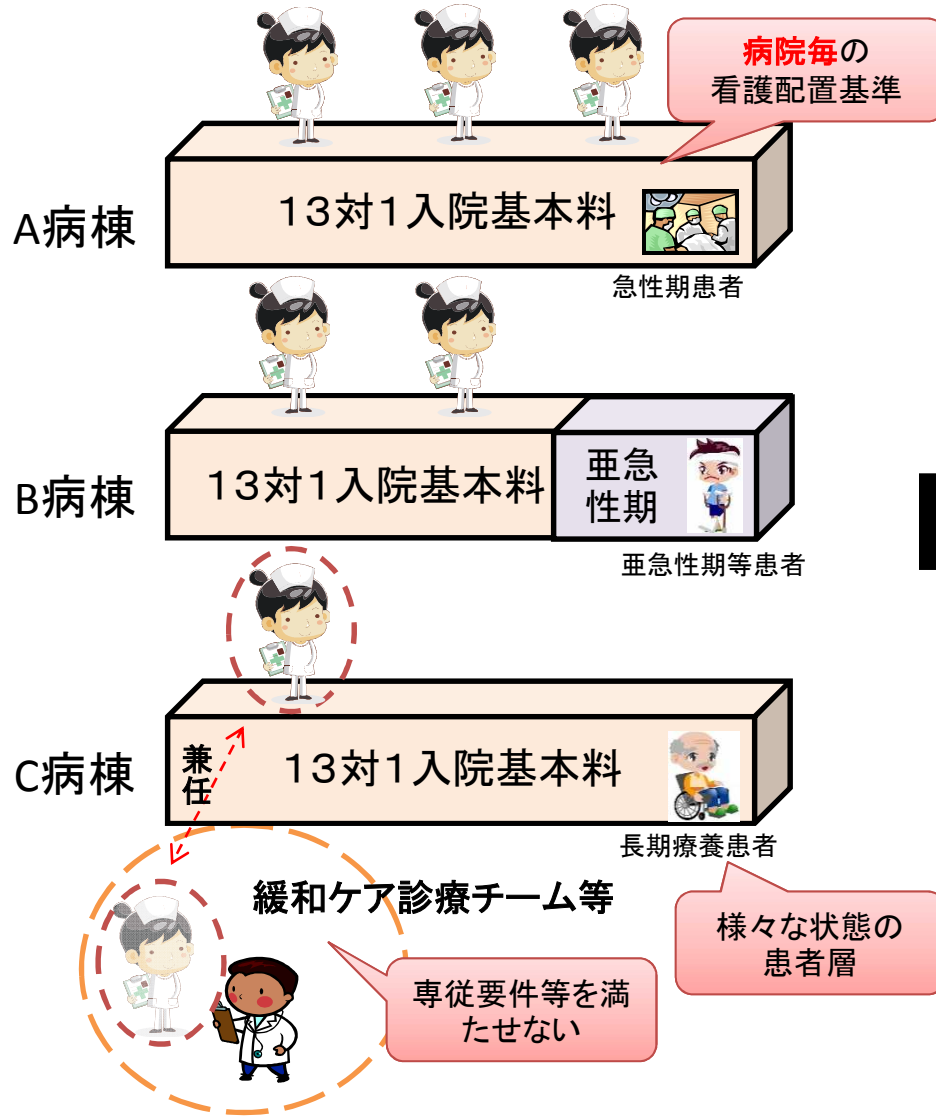 病院毎の
看護配置基準
A病棟
13対1入院基本料
急性期患者
B病棟
13対1入院基本料
亜急
性期
亜急性期等患者
C病棟
兼
任
13対1入院基本料
長期療養患者
緩和ケア診療チーム等
様々な状態の
患者層
専従要件等を満
たせない